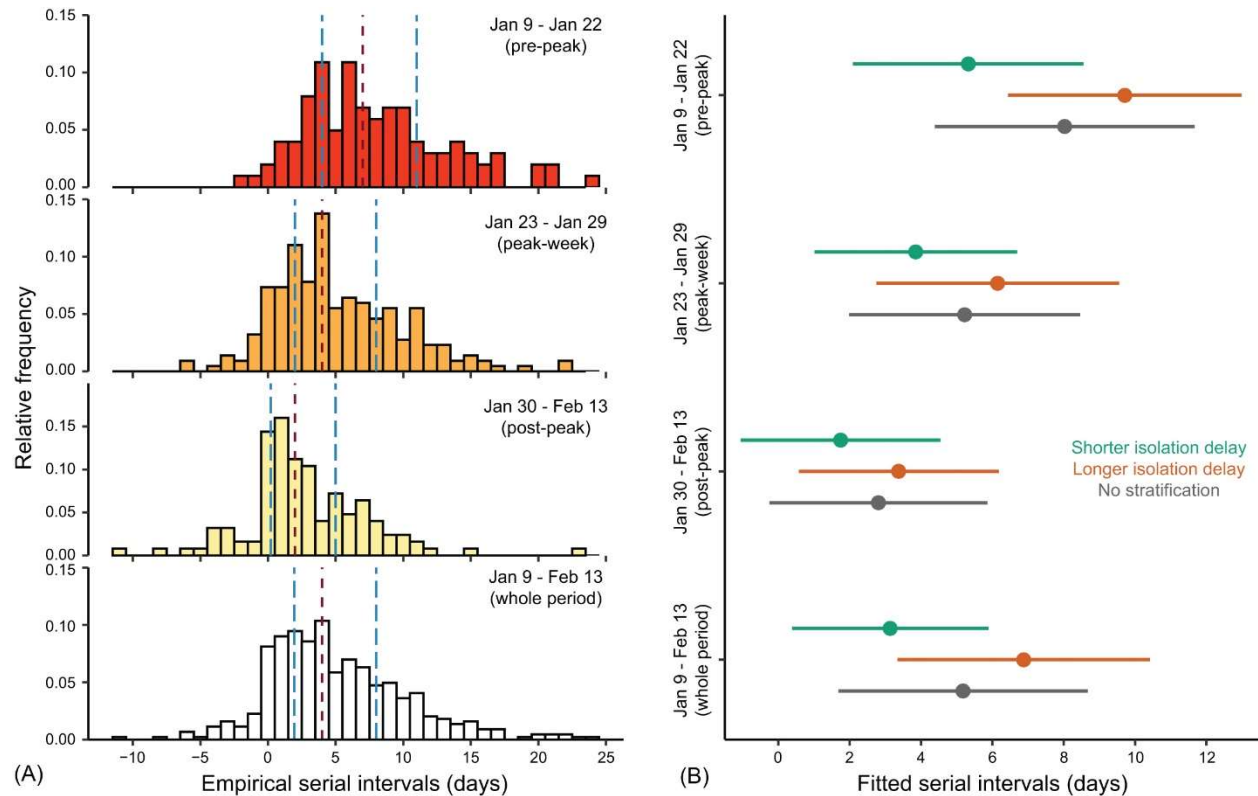 0.15
0.10
0.05
0.00
Jan 9 - Jan 22
(pre-peak)
0.15
0.10
0.05
0.00
Jan 23 - Jan 29
(peak-week)
0.15
0.10
0.05
0.00
Jan 30 - Feb 13
(post-peak)
0.15
0.10
0.05
0.00
Jan 9 - Feb 13
(whole period)
Relative frequency
−10 −5 0 5 10 15 20 25
Empirical serial intervals (days)
(A)
Jan 9 - Jan 22
(pre-peak)
Jan 23 - Jan 29
(peak-week)
Jan 30 - Feb 13
(post-peak)
Jan 9 - Feb 13
(whole period)
Shorter isolation delay
Longer isolation delay
No stratification
0 2 4 6 8 10 12
Fitted serial intervals (days)
(B)